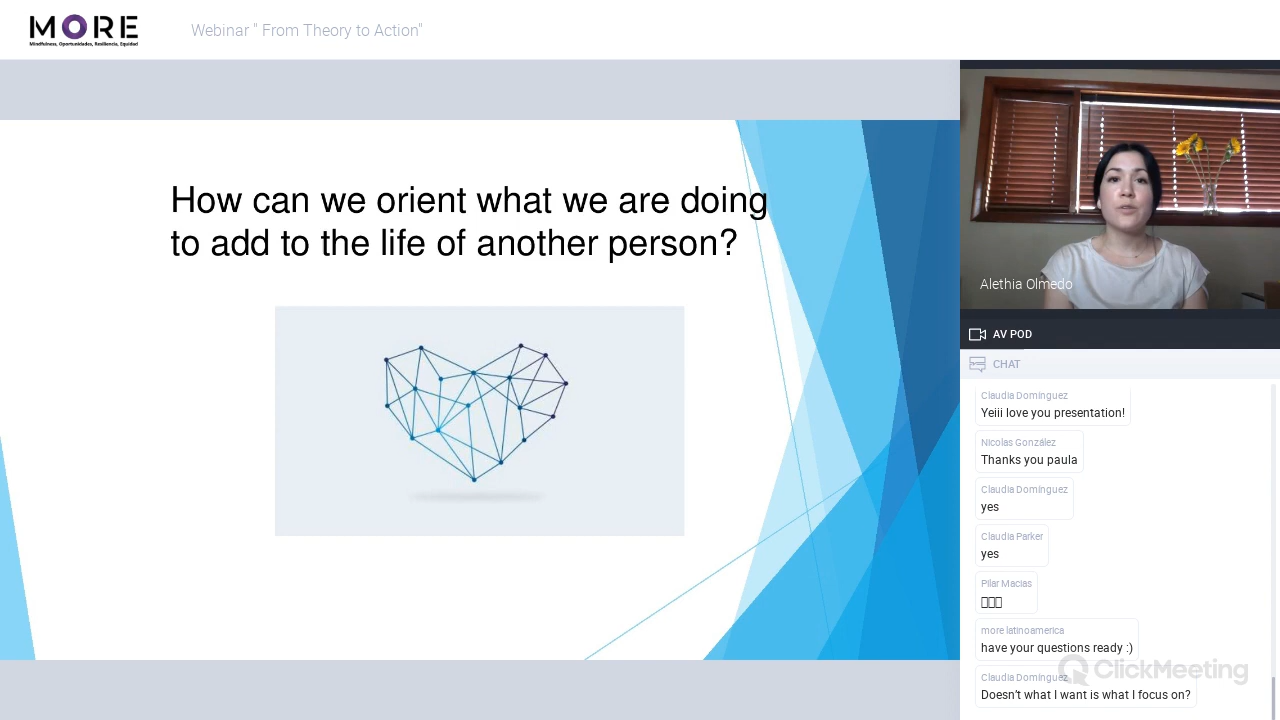 MORE
Mindfulness, Oportunidades, Resiliencia, Equidad
Webinar " From Theory to Action"
How can we orient what we are doing
to add to the life of another person?
Alethia Olmedo
AV POD
CHAT
Claudia Domínguez
Yeiii love you presentation!
Nicolas González
Thanks you paula
Claudia Domínguez
yes
Claudia Parker
yes
Pilar Macias
more latinoamerica
have your questions ready :)
ClickMeeting
Claudia Domínguez
Doesn't what I want is what I focus on?